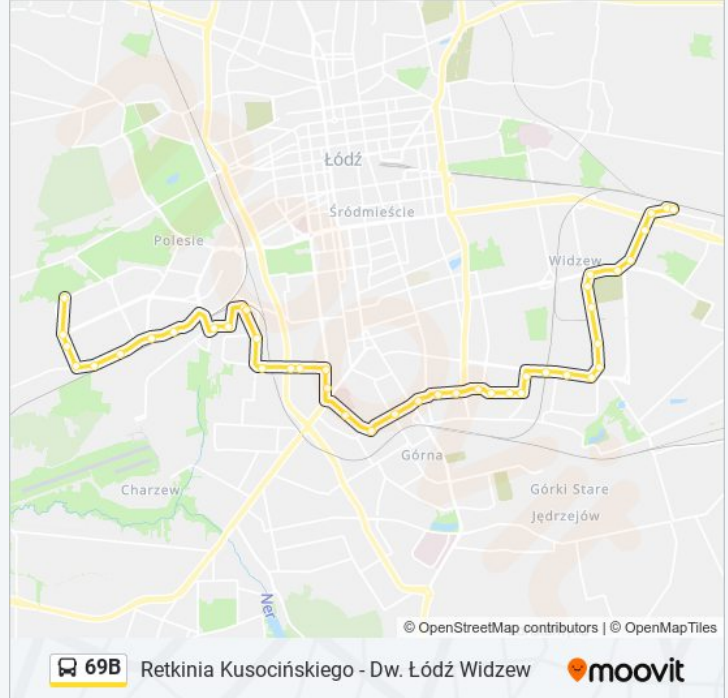 Łódź
Śródmieście
Polesie
Widzew
Górna
Charzew
Górki Stare
Jędrzejów
Ner
© OpenStreetMap contributors | © OpenMapTiles
69B Retkinia Kusocińskiego - Dw. Łódź Widzew moovit